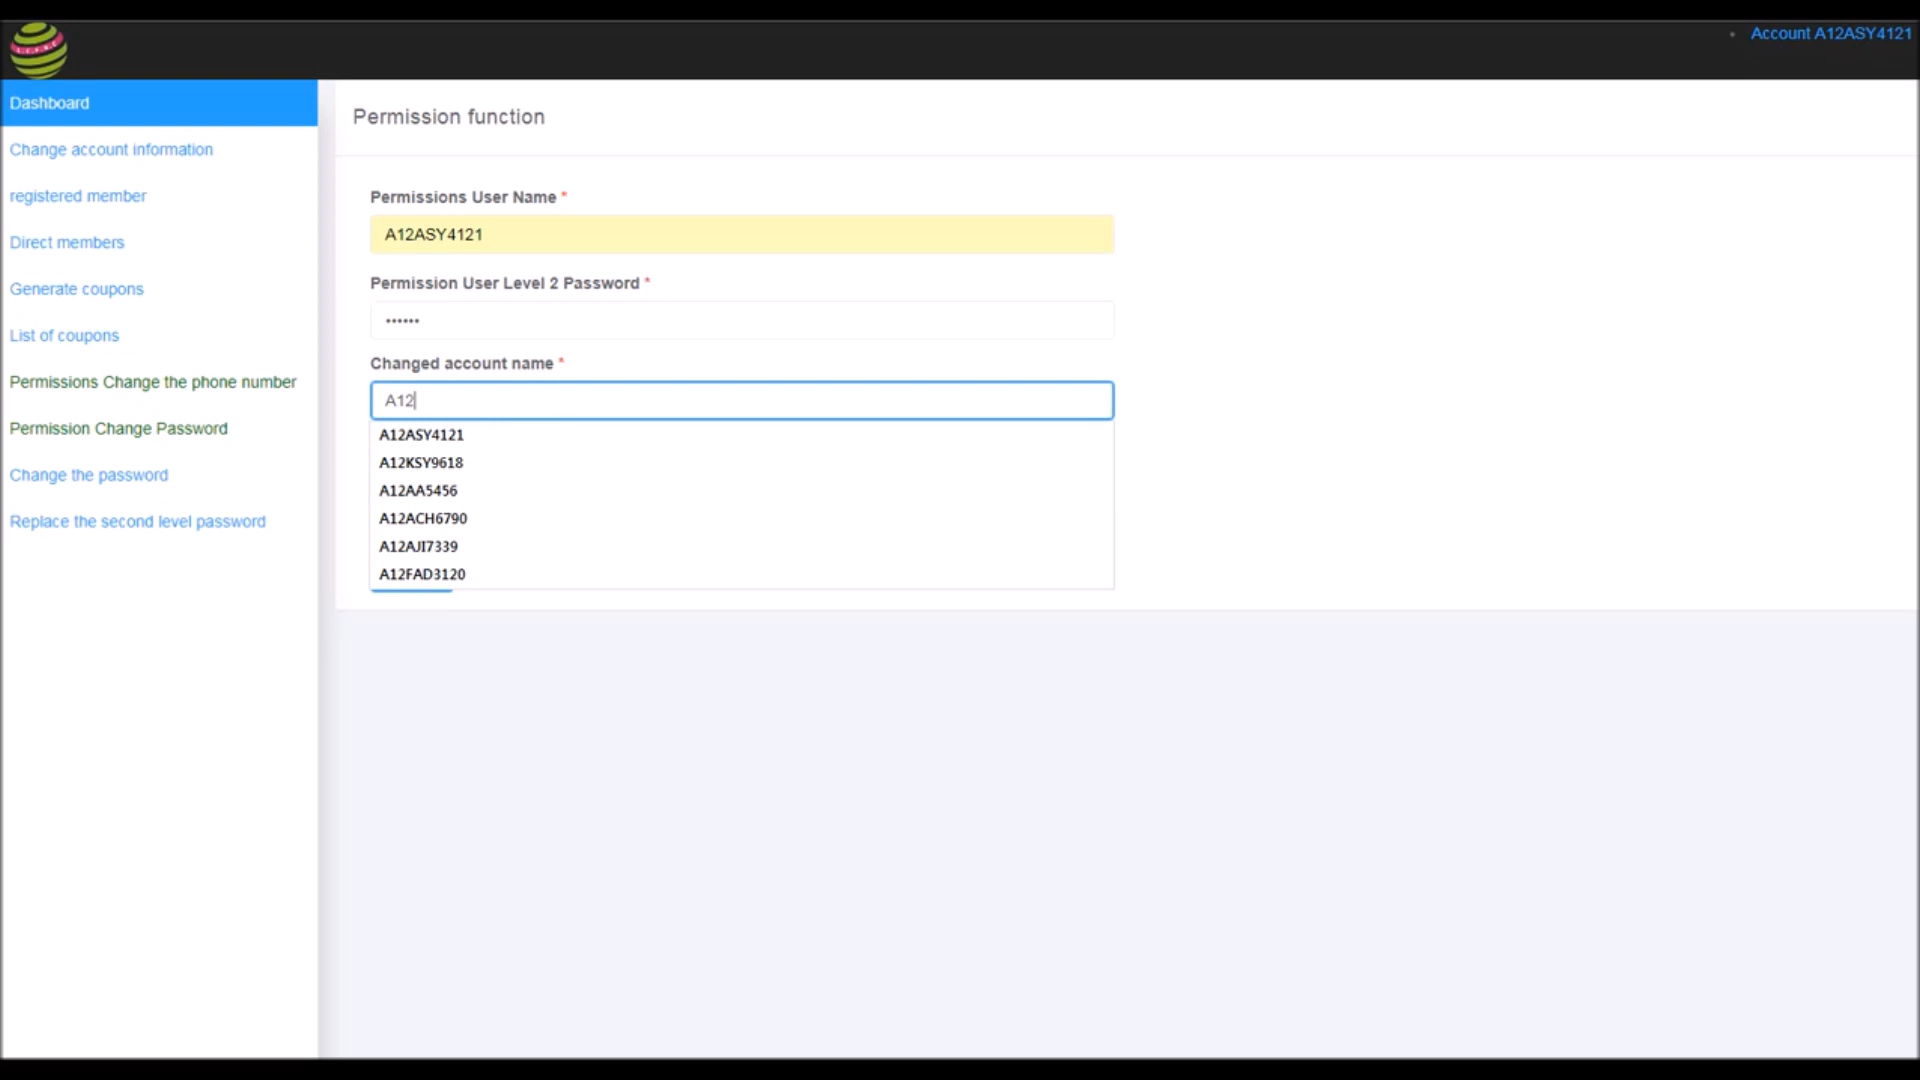 Account A12ASY4121
Dashboard
Change account information
registered member
Direct members
Generate coupons
List of coupons
Permissions Change the phone number
Permission Change Password
Change the password
Replace the second level password
Permission function
Permissions User Name *
A12ASY4121
Permission User Level 2 Password *
••••••
Changed account name *
A12
A12ASY4121
A12KSY9618
A12AA5456
A12ACH6790
A12AJI7339
A12FAD3120